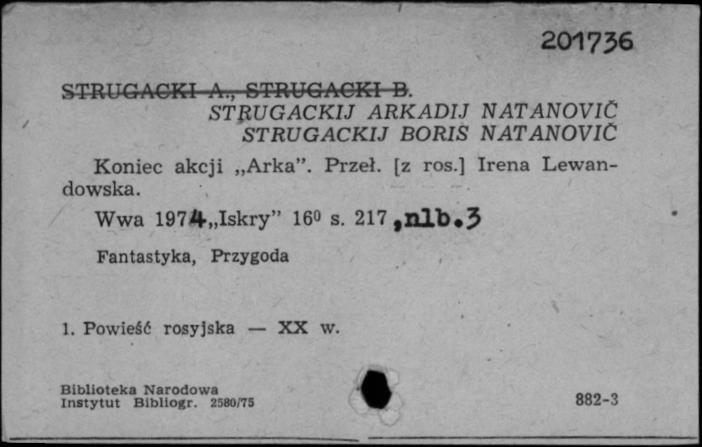 201736
STRUGACKI A., STRUGACKI B.
STRUGACKIJ ARKADIJ NATANOVIČ
STRUGACKIJ BORIS NATANOVIČ
Koniec akcji „Arka”. Przeł. [z ros.] Irena Lewan-
dowska.
Wwa 1974 „Iskry” 16⁰ s. 217, nlb. 3
Fantastyka, Przygoda
1. Powieść rosyjska — XX w.
Biblioteka Narodowa
Instytut Bibliogr. 2580/75
882-3